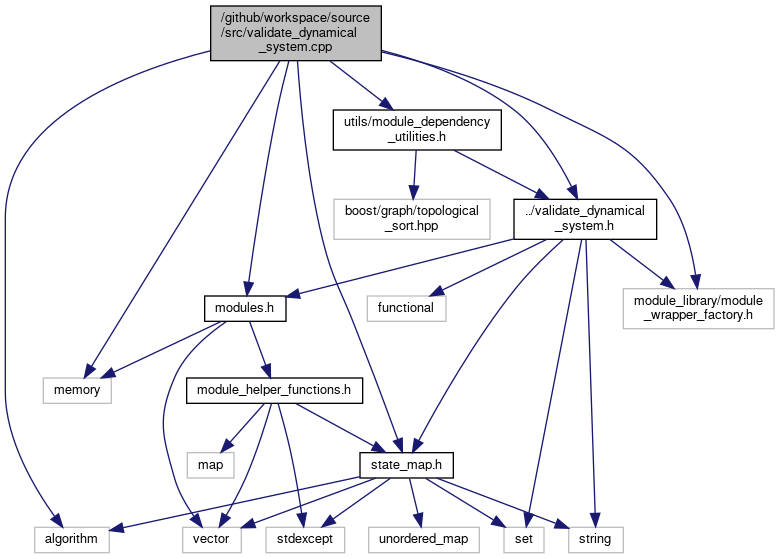 /github/workspace/source
/src/validate_dynamical
_system.cpp
utils/module_dependency
_utilities.h
boost/graph/topological
_sort.hpp
../validate_dynamical
_system.h
modules.h
functional
module_library/module
_wrapper_factory.h
memory
module_helper_functions.h
map
state_map.h
algorithm
vector
stdexcept
unordered_map
set
string